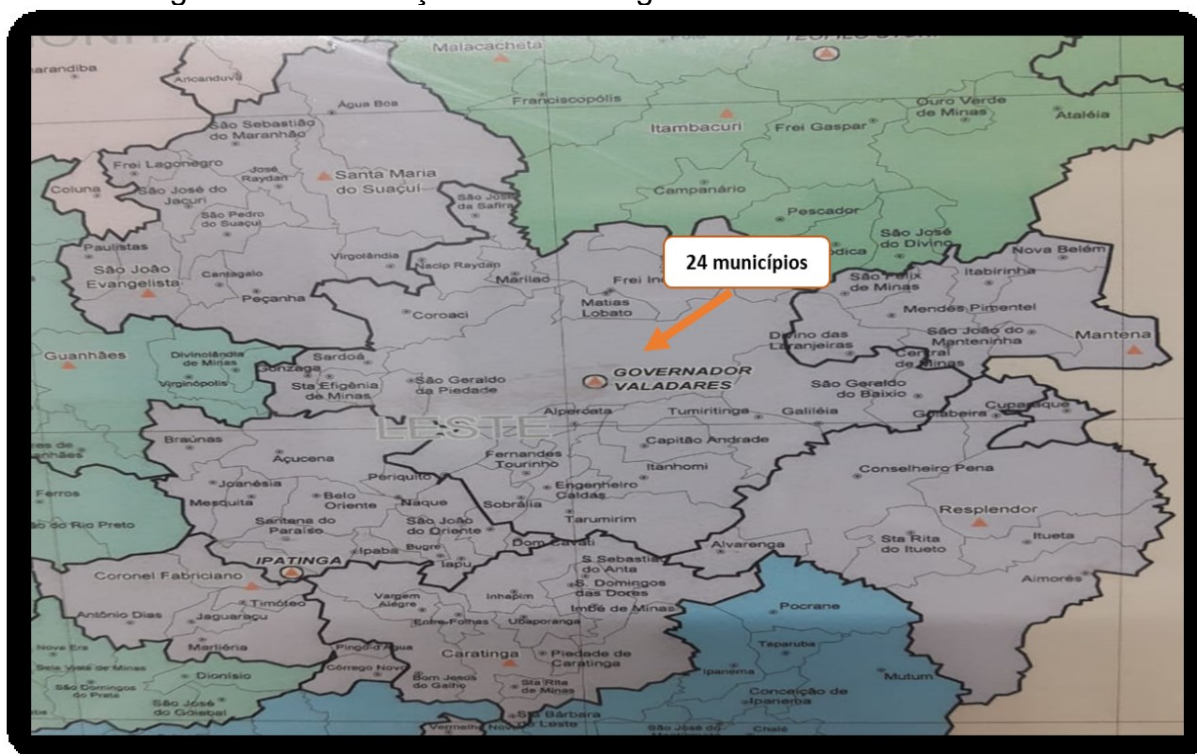 Malacacheta
Aricanduva
Água Boa
Franciscopólis
Ouro Verde
de Minas
Ataléia
São Sebastião
do Maranhão
Itambacuri
Frei Gaspar
Frei Lagonegro
José
Raydan
Santa Maria
do Suaçuí
Coluna
São José do
Jacuri
São José
da Safira
Campanário
São Pedro
do Suaçuí
Pescador
São José
do Divino
Paulistas
24 municípios
Nova Belém
São João
Evangelista
Cantagalo
Virgolândia
Nacip Raydan
Marilac
São Félix
de Minas
Itabirinha
Peçanha
Matias
Lobato
Mendes Pimentel
Coroaci
Divino das
Laranjeiras
São João do
Manteninha
Mantena
Guanhães
Divinolândia
de Minas
Sardoá
Central
de Minas
Gonzaga
Virginópolis
Sta Efigênia
de Minas
São Geraldo
da Piedade
GOVERNADOR
VALADARES
São Geraldo
do Baixio
Alpercata
Tumiritinga
Galiléia
Goiabeira
Cuparaque
LESTE
Braúnas
Açucena
Fernandes
Tourinho
Capitão Andrade
Itanhomi
Conselheiro Pena
Joanésia
Periquito
Engenheiro
Caldas
Ferros
Mesquita
Belo
Oriente
Naque
Sobrália
Resplendor
Santana do
Paraíso
São João
do Oriente
Tarumirim
Sta Rita
do Itueto
Itueta
Ipaba
Bugre
Iapu
Dom Cavati
Alvarenga
IPATINGA
Coronel Fabriciano
S. Sebastião
do Anta
Aimorés
Timóteo
Vargem
Alegre
Inhapim
S. Domingos
das Dores
Antônio Dias
Jaguaraçu
Entre-Folhas
Ubaporanga
Imbé de Minas
Pocrane
Nova Era
Marliéria
Pingo-d'Água
Caratinga
Piedade de
Caratinga
Taparuba
Bela Vista de Minas
Dionísio
Córrego Novo
Bom Jesus
do Galho
Ipanema
Mutum
São Domingos
do Prata
Sta Rita
de Minas
Conceição de
Ipanema
São José
do Goiabal
Sta Bárbara
do Leste
Chalé